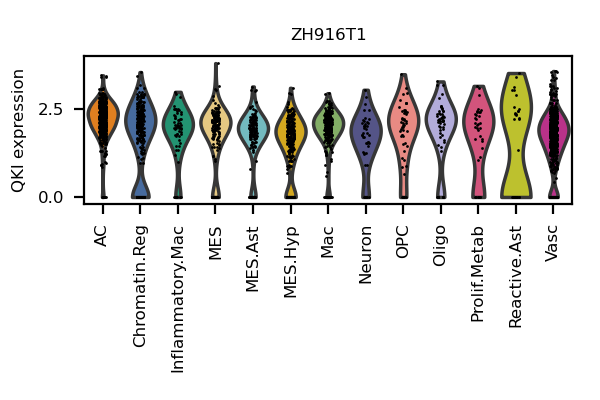 ZH916T1
QKI expression
2.5
0.0
AC
Chromatin.Reg
Inflammatory.Mac
MES
MES.Ast
MES.Hyp
Mac
Neuron
OPC
Oligo
Prolif.Metab
Reactive.Ast
Vasc